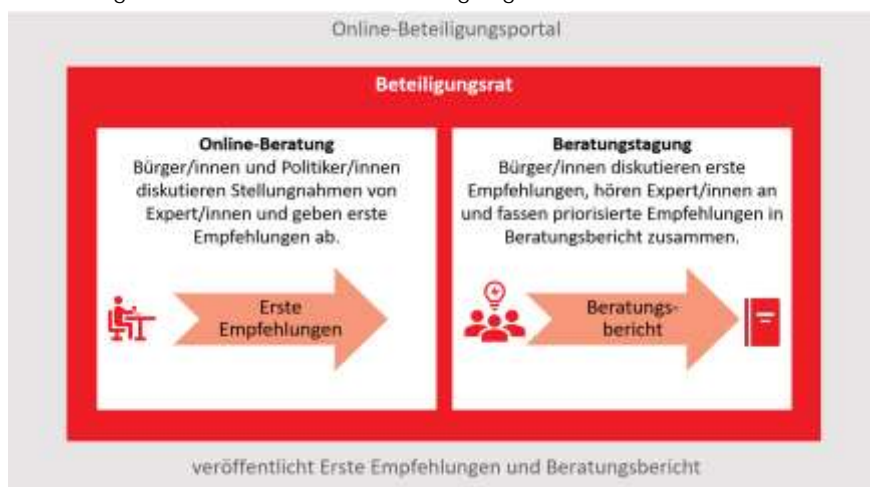 Online-Beteiligungsportal
Beteiligungsrat
Online-Beratung
Bürger/innen und Politiker/innen
diskutieren Stellungnahmen von
Expert/innen und geben erste
Empfehlungen ab.
Erste
Empfehlungen
Beratungstagung
Bürger/innen diskutieren erste
Empfehlungen, hören Expert/innen an
und fassen priorisierte Empfehlungen in
Beratungsbericht zusammen.
Beratungs-
bericht
veröffentlicht Erste Empfehlungen und Beratungsbericht